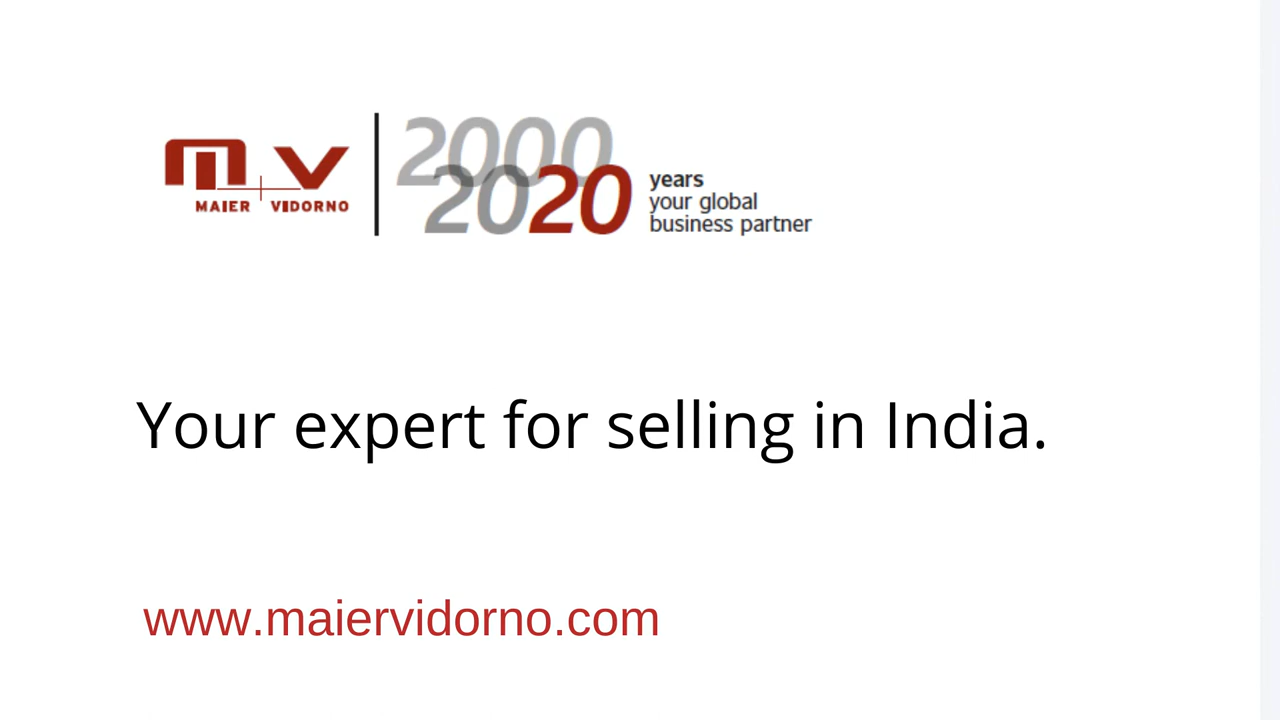 m v
MAIER VIDORNO
2000
2020
years
your global
business partner
Your expert for selling in India.
www.maiervidorno.com